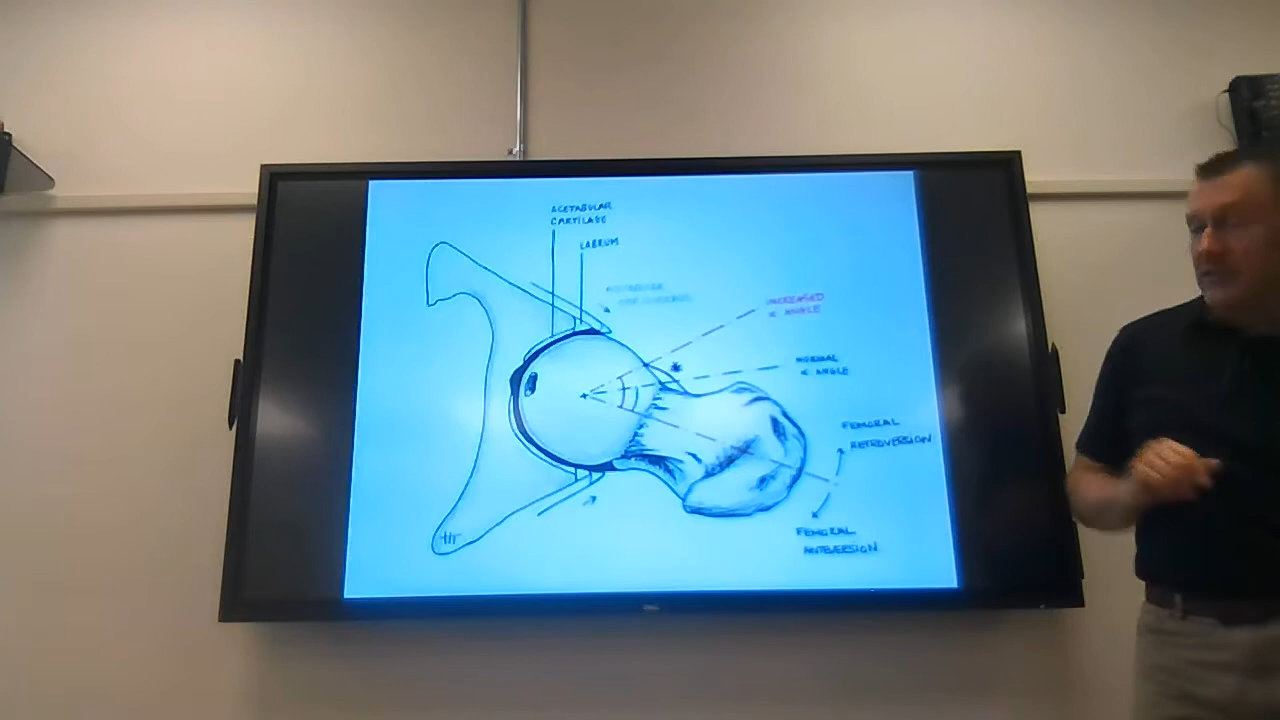 ACETABULAR
CARTILAGE
LABRUM
INCREASED
∝ ANGLE
NORMAL
∝ ANGLE
FEMORAL
RETROVERSION
FEMORAL
ANTEVERSION